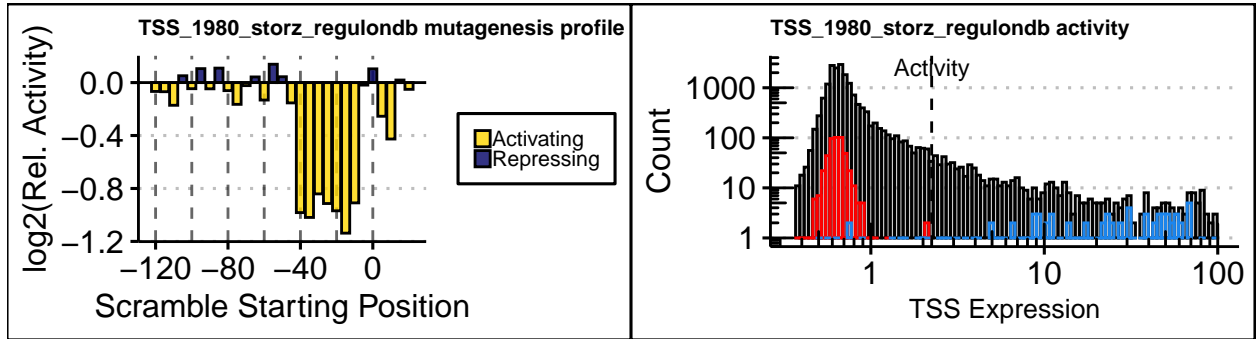 TSS_1980_storz_regulondb mutagenesis profile
log2(Rel. Activity)
0.0
−0.4
−0.8
−1.2
−120
−80
−40
0
Scramble Starting Position
Activating
Repressing
TSS_1980_storz_regulondb activity
Activity
Count
1000
100
10
1
1
10
100
TSS Expression